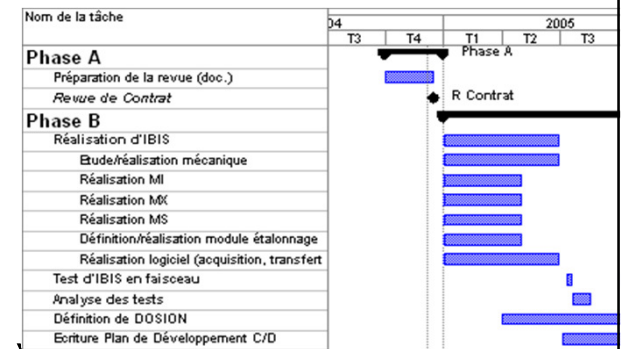 Nom de la tâche
04 2005
T3 T4 T1 T2 T3
Phase A Phase A
Préparation de la revue (doc.)
Revue de Contrat R Contrat
Phase B
Réalisation d'IBIS
Etude/réalisation mécanique
Réalisation MI
Réalisation MX
Réalisation MS
Définition/réalisation module étalonnage
Réalisation logiciel (acquisition, transfert
Test d'IBIS en faisceau
Analyse des tests
Définition de DOSION
Ecriture Plan de Développement C/D